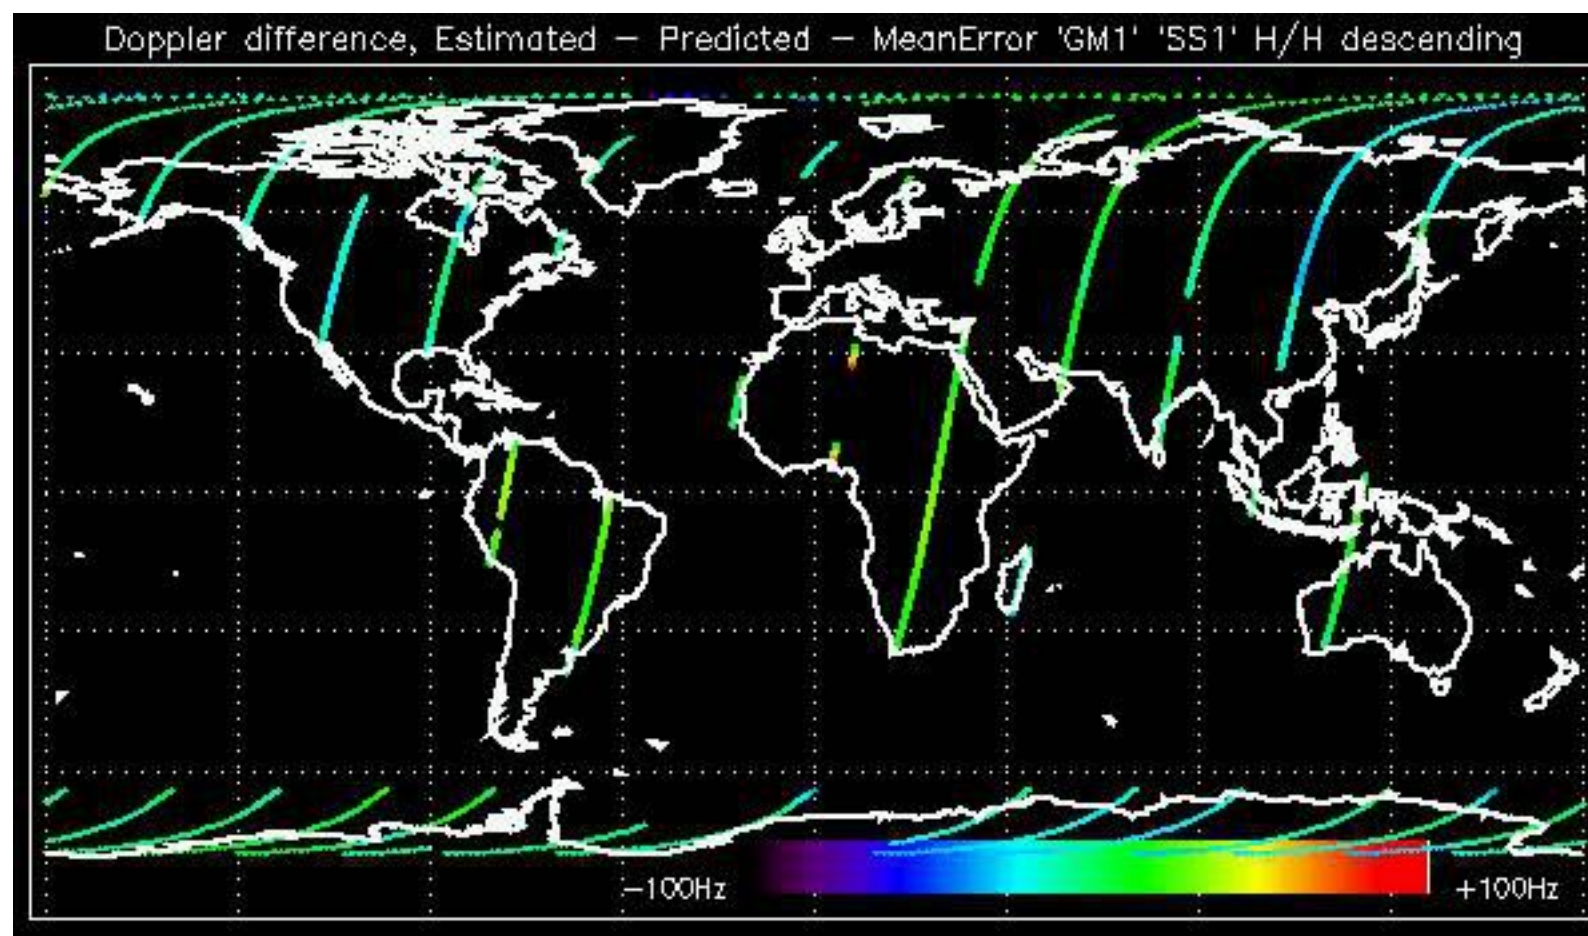 Doppler difference, Estimated – Predicted – MeanError 'GM1' 'SS1' H/H descending
–100Hz +100Hz